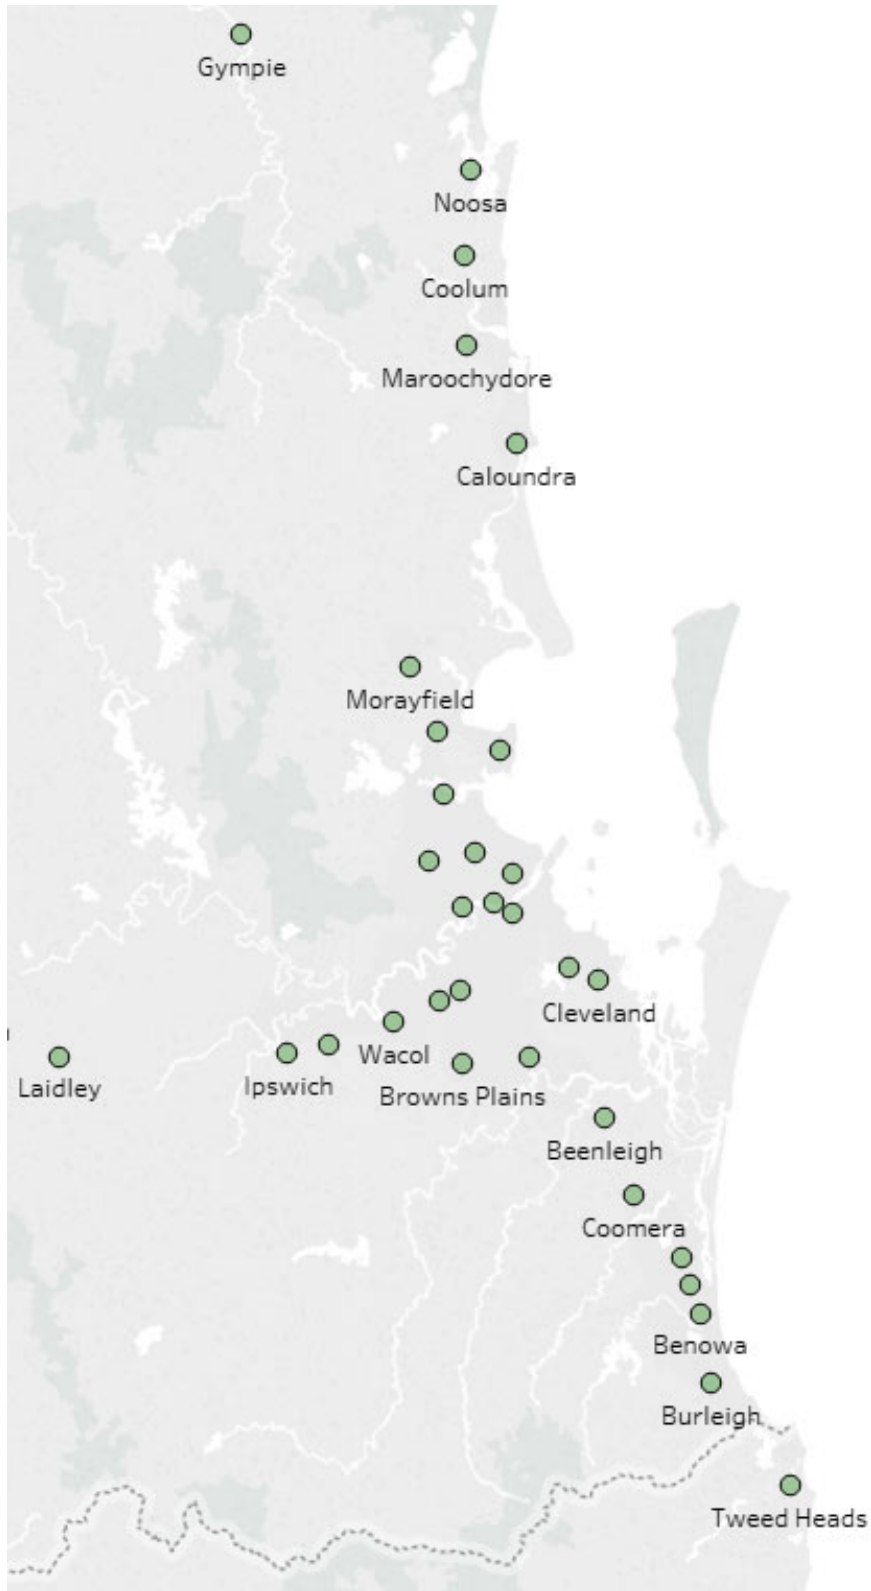 Gympie
Noosa
Coolum
Maroochydore
Caloundra
Morayfield
Cleveland
Wacol
Ipswich
Laidley
Browns Plains
Beenleigh
Coomera
Benowa
Burleigh
Tweed Heads